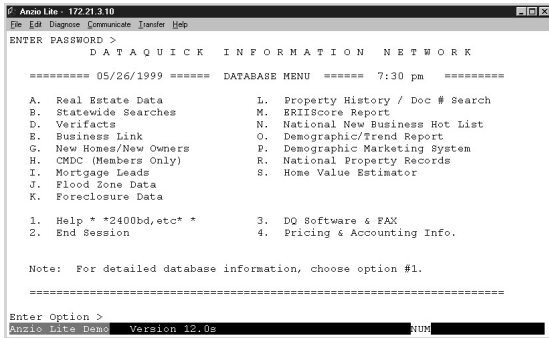 Anzio Lite - 172.21.3.10
File Edit Diagnose Communicate Transfer Help
ENTER PASSWORD >
D A T A Q U I C K I N F O R M A T I O N N E T W O R K
========= 05/26/1999 ====== DATABASE MENU ====== 7:30 pm =========
A. Real Estate Data L. Property History / Doc # Search
B. Statewide Searches M. ERIIScore Report
D. Verifacts N. National New Business Hot List
E. Business Link O. Demographic/Trend Report
G. New Homes/New Owners P. Demographic Marketing System
H. CMDC (Members Only) R. National Property Records
I. Mortgage Leads S. Home Value Estimator
J. Flood Zone Data
K. Foreclosure Data
1. Help * *2400bd,etc* * 3. DQ Software & FAX
2. End Session 4. Pricing & Accounting Info.
Note: For detailed database information, choose option #1.
======================================================================
Enter Option >
Anzio Lite Demo Version 12.0s NUM